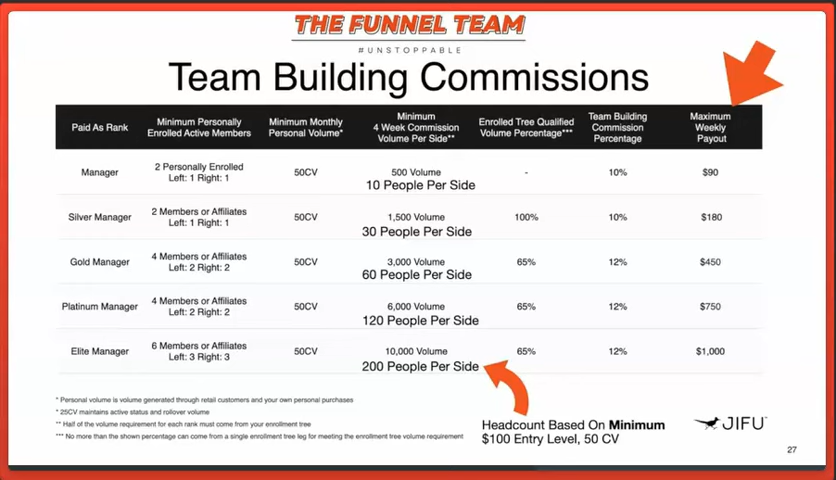 THE FUNNEL TEAM
#UNSTOPPABLE
Team Building Commissions
Paid As Rank
Minimum Personally
Enrolled Active Members
Minimum Monthly
Personal Volume*
Minimum
4 Week Commission
Volume Per Side**
Enrolled Tree Qualified
Volume Percentage***
Team Building
Commission
Percentage
Maximum
Weekly
Payout
Manager
2 Personally Enrolled
Left: 1 Right: 1
50CV
500 Volume
10 People Per Side
-
10%
$90
Silver Manager
2 Members or Affiliates
Left: 1 Right: 1
50CV
1,500 Volume
30 People Per Side
100%
10%
$180
Gold Manager
4 Members or Affiliates
Left: 2 Right: 2
50CV
3,000 Volume
60 People Per Side
65%
12%
$450
Platinum Manager
4 Members or Affiliates
Left: 2 Right: 2
50CV
6,000 Volume
120 People Per Side
65%
12%
$750
Elite Manager
6 Members or Affiliates
Left: 3 Right: 3
50CV
10,000 Volume
200 People Per Side
65%
12%
$1,000
* Personal volume is volume generated through retail customers and your own personal purchases
* 25CV maintains active status and rollover volume
** Half of the volume requirement for each rank must come from your enrollment tree
*** No more than the shown percentage can come from a single enrollment tree leg for meeting the enrollment tree volume requirement
Headcount Based On Minimum
$100 Entry Level, 50 CV
JIFU
27